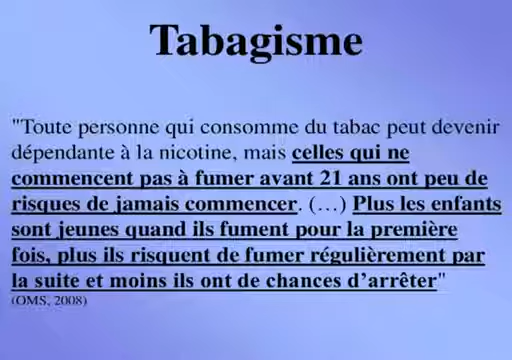 Tabagisme
"Toute personne qui consomme du tabac peut devenir
dépendante à la nicotine, mais celles qui ne
commencent pas à fumer avant 21 ans ont peu de
risques de jamais commencer. (…) Plus les enfants
sont jeunes quand ils fument pour la première
fois, plus ils risquent de fumer régulièrement par
la suite et moins ils ont de chances d’arrêter"
(OMS, 2008)